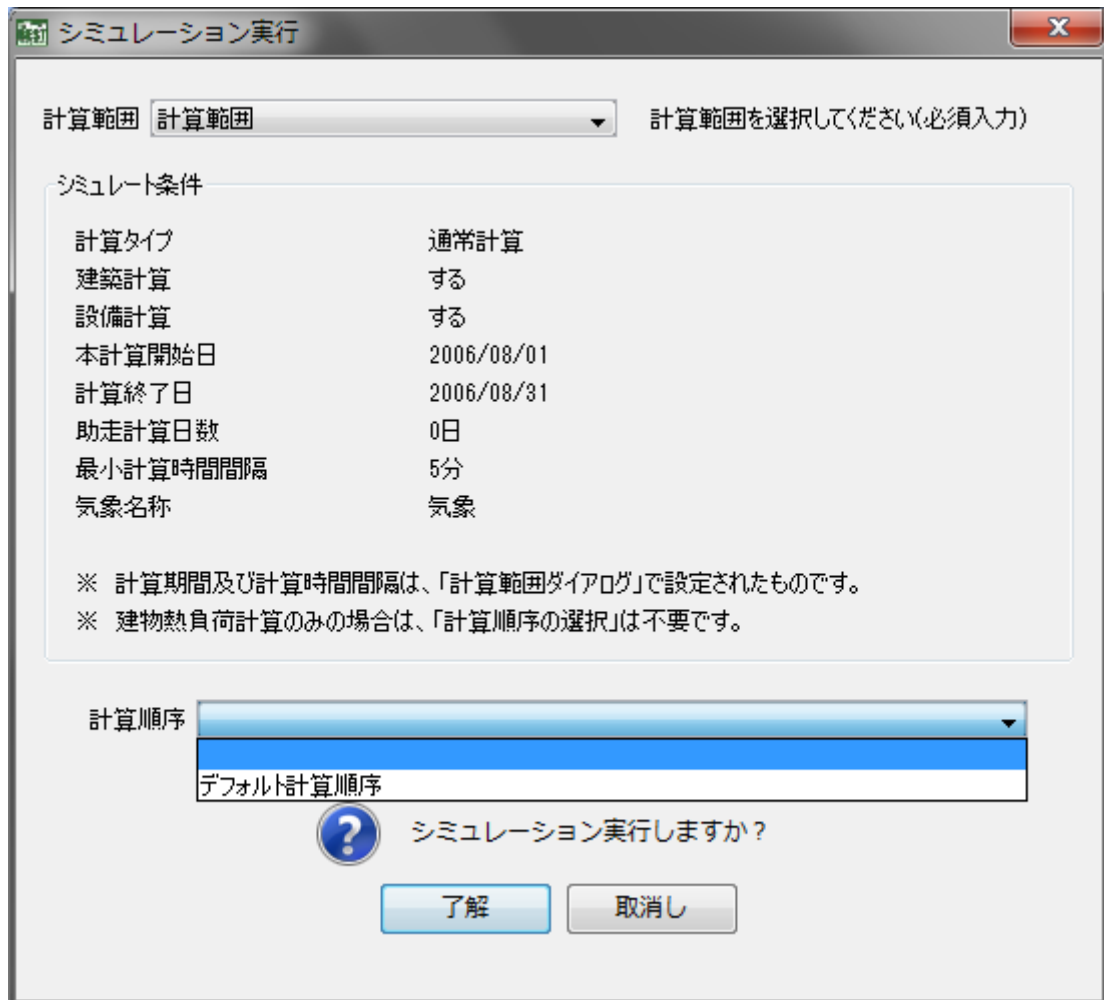 シミュレーション実行
計算範囲 計算範囲 計算範囲を選択してください(必須入力)
シミュレート条件
計算タイプ 通常計算
建築計算 する
設備計算 する
本計算開始日 2006/08/01
計算終了日 2006/08/31
助走計算日数 0日
最小計算時間間隔 5分
気象名称 気象
※ 計算期間及び計算時間間隔は、「計算範囲ダイアログ」で設定されたものです。
※ 建物熱負荷計算のみの場合は、「計算順序の選択」は不要です。
計算順序
デフォルト計算順序
シミュレーション実行しますか？
了解 取消し